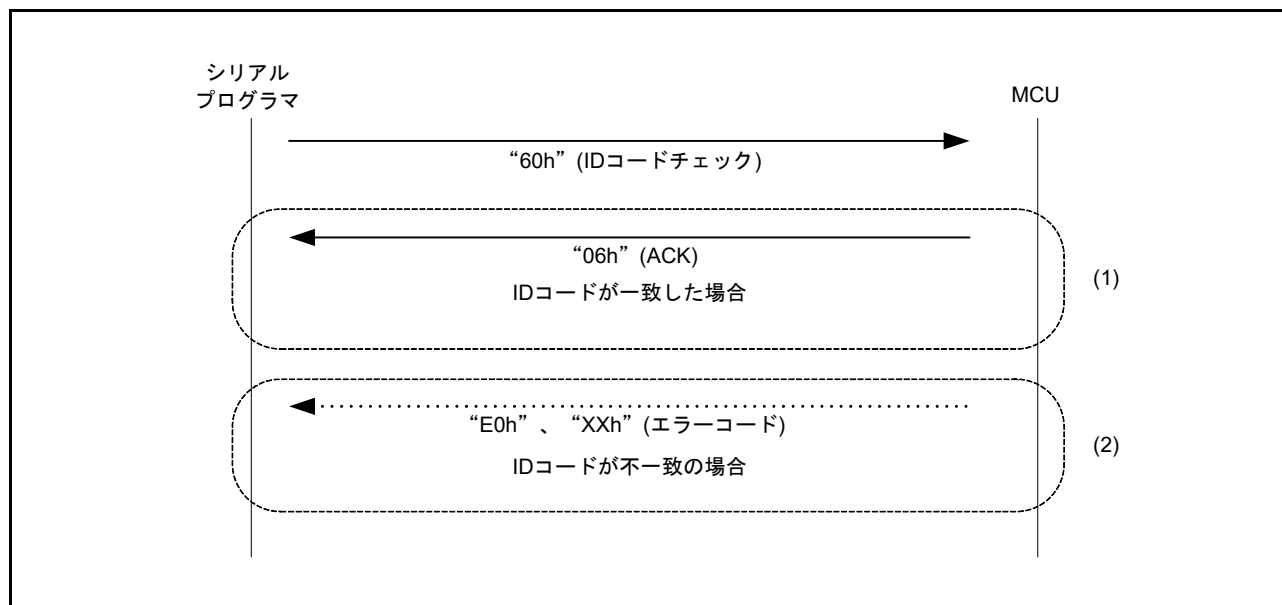 シリアル
プログラマ
MCU
“60h” (IDコードチェック)
“06h” (ACK)
IDコードが一致した場合
(1)
“E0h” 、 “XXh” (エラーコード)
IDコードが不一致の場合
(2)